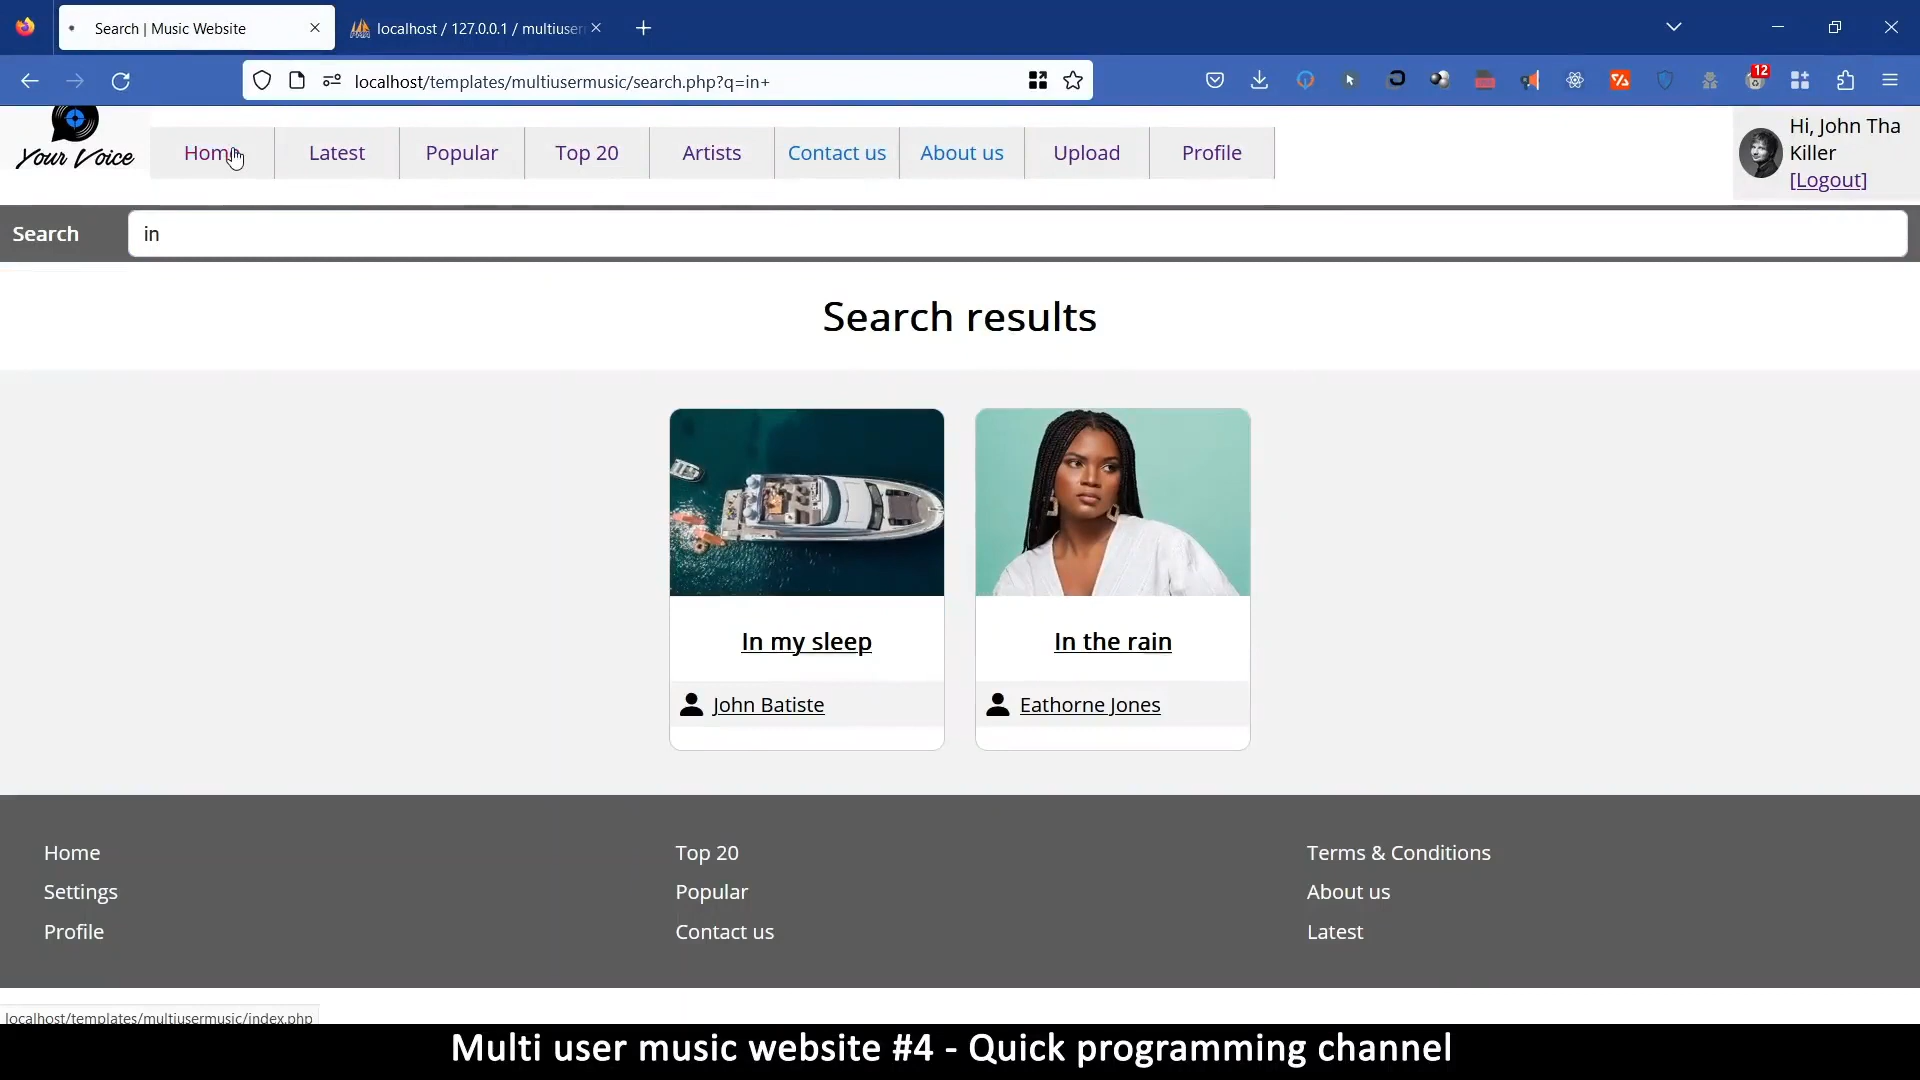 Search | Music Website
localhost / 127.0.0.1 / multiuser
localhost/templates/multiusermusic/search.php?q=in+
12
Your Voice
Home
Latest
Popular
Top 20
Artists
Contact us
About us
Upload
Profile
Hi, John Tha
Killer
[Logout]
Search
in
Search results
In my sleep
John Batiste
In the rain
Eathorne Jones
Home
Settings
Profile
Top 20
Popular
Contact us
Terms & Conditions
About us
Latest
localhost/templates/multiusermusic/index.php
Multi user music website #4 - Quick programming channel